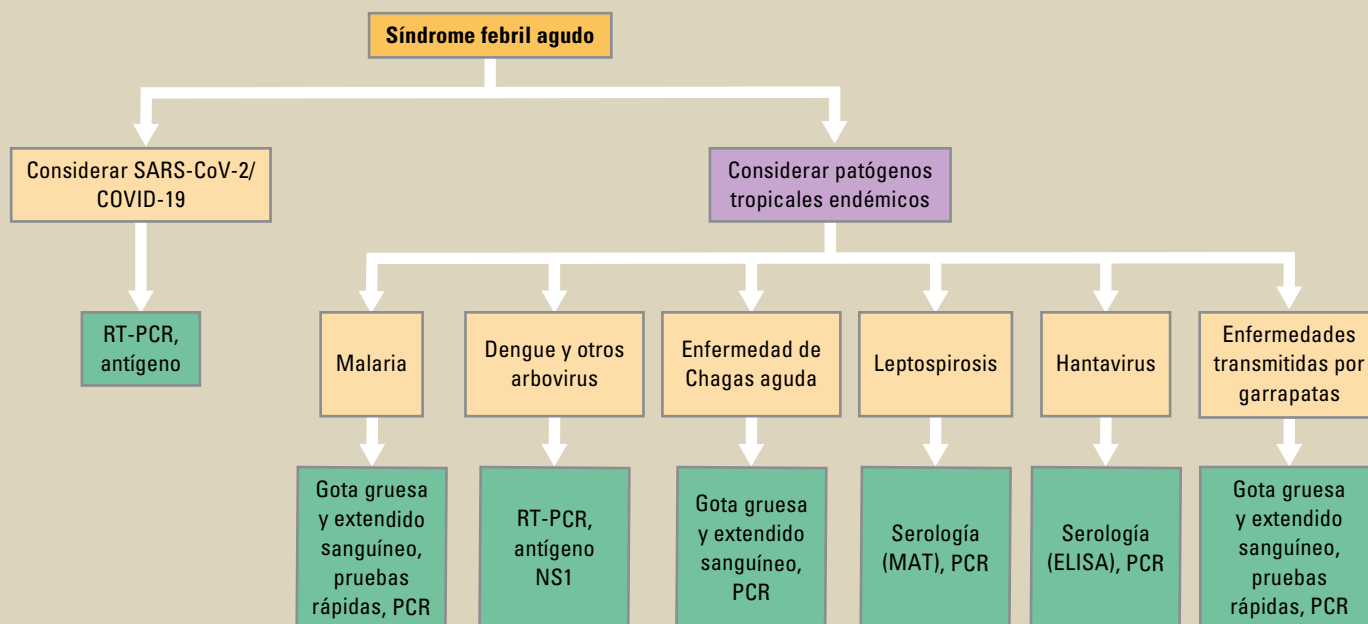 Síndrome febril agudo
Considerar SARS-CoV-2/
COVID-19
Considerar patógenos
tropicales endémicos
RT-PCR,
antígeno
Malaria
Dengue y otros
arbovirus
Enfermedad de
Chagas aguda
Leptospirosis
Hantavirus
Enfermedades
transmitidas por
garrapatas
Gota gruesa
y extendido
sanguíneo,
pruebas
rápidas, PCR
RT-PCR,
antígeno
NS1
Gota gruesa
y extendido
sanguíneo,
PCR
Serología
(MAT), PCR
Serología
(ELISA), PCR
Gota gruesa
y extendido
sanguíneo,
pruebas
rápidas, PCR